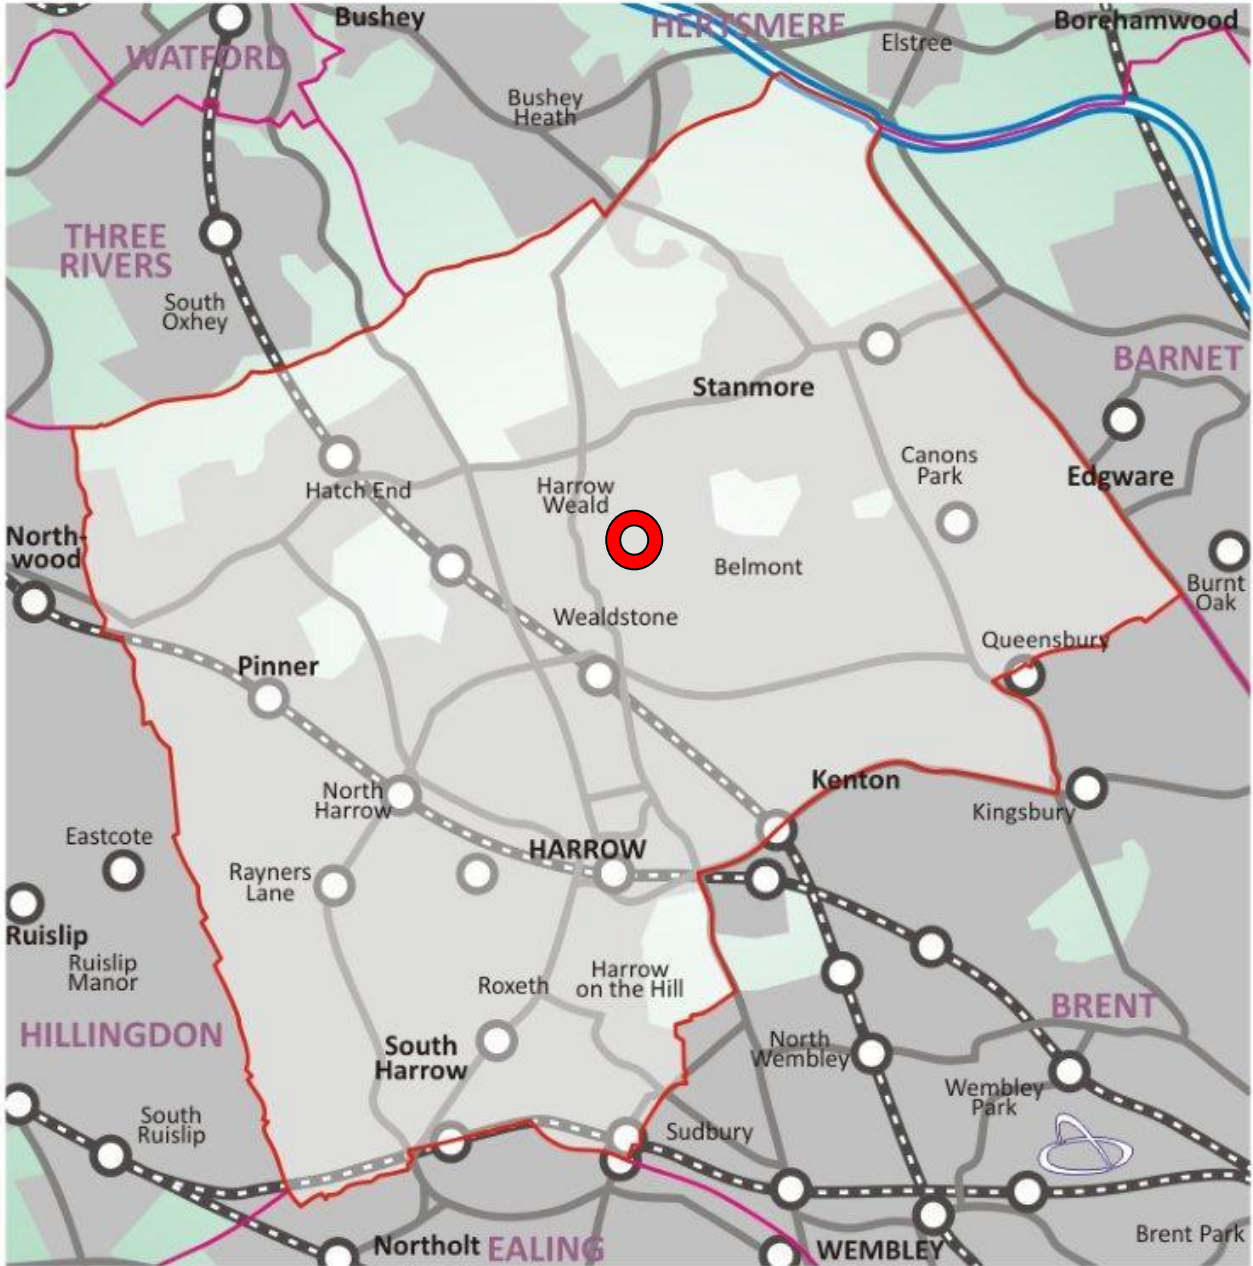 Bushey
HERTSMERE
Borehamwood
WATFORD
Elstree
Bushey
Heath
THREE
RIVERS
South
Oxhey
BARNET
Stanmore
Canons
Park
Edgware
Hatch End
Harrow
Weald
North-
wood
Belmont
Burnt
Oak
Wealdstone
Queensbury
Pinner
Kenton
North
Harrow
Kingsbury
Eastcote
HARROW
Rayners
Lane
Ruislip
Ruislip
Manor
Harrow
on the Hill
Roxeth
BRENT
HILLINGDON
South
Harrow
North
Wembley
Wembley
Park
South
Ruislip
Sudbury
Brent Park
Northolt
EALING
WEMBLEY